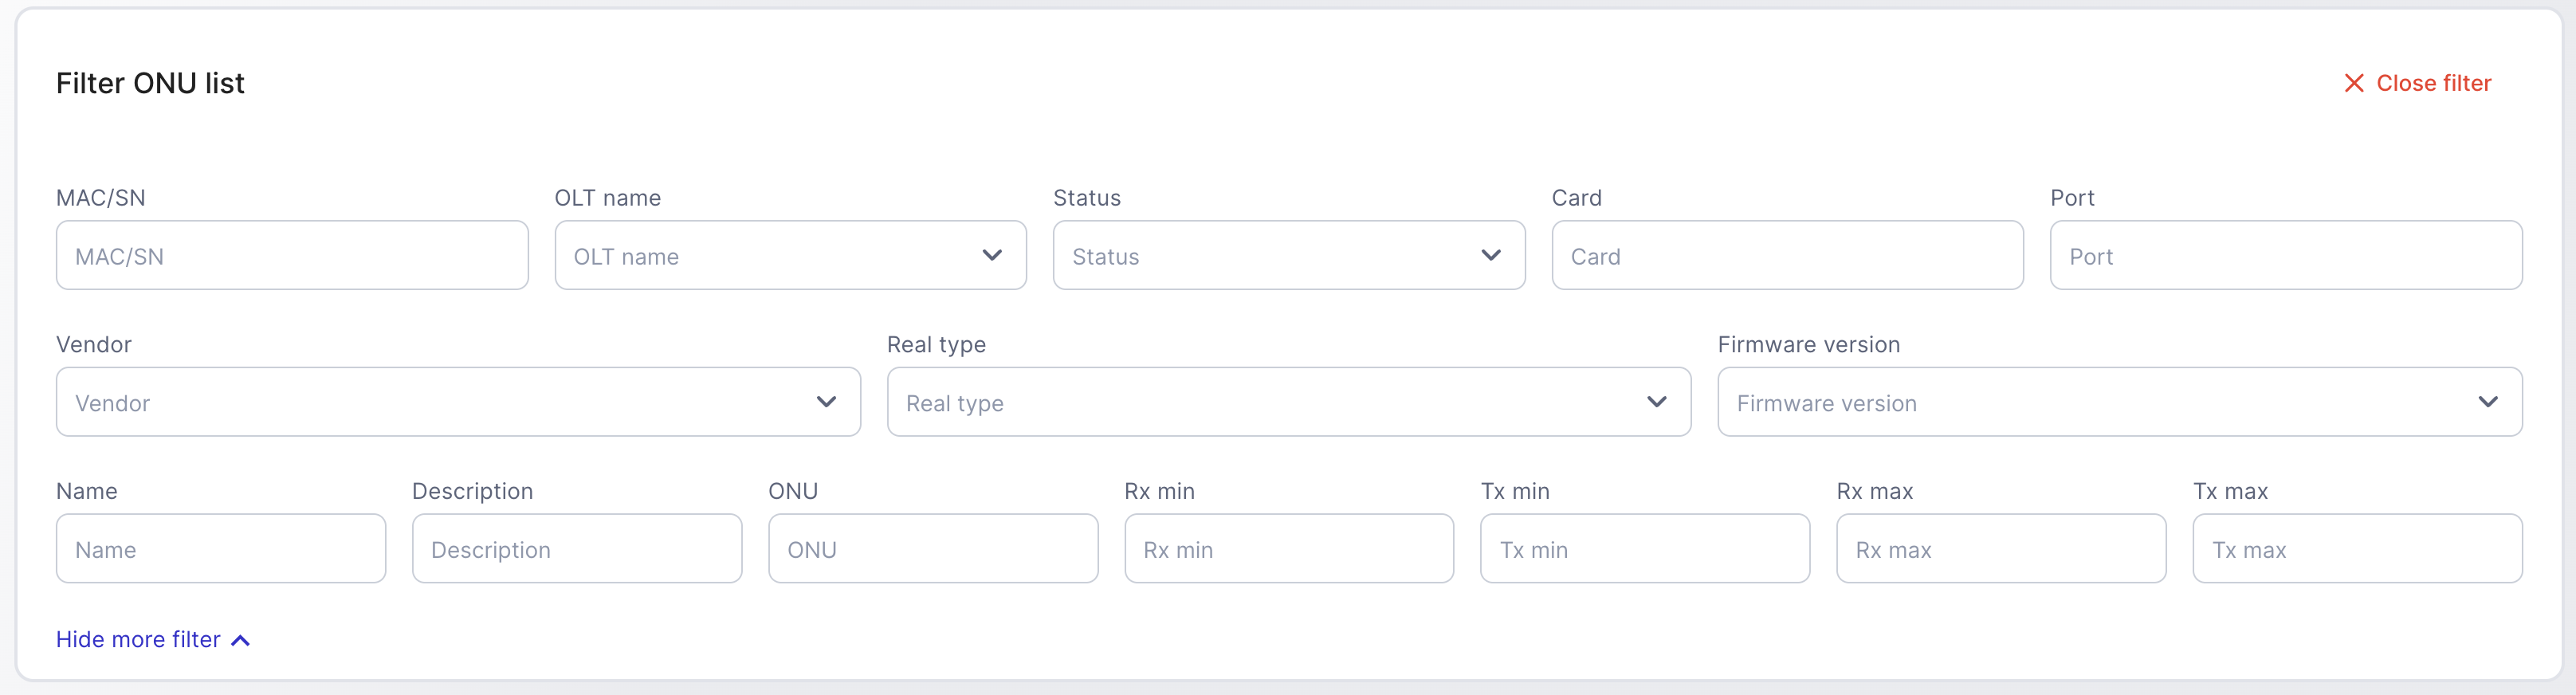 Filter ONU list
Close filter
MAC/SN OLT name Status Card Port
MAC/SN OLT name Status Card Port
Vendor Real type Firmware version
Vendor Real type Firmware version
Name Description ONU Rx min Tx min Rx max Tx max
Name Description ONU Rx min Tx min Rx max Tx max
Hide more filter